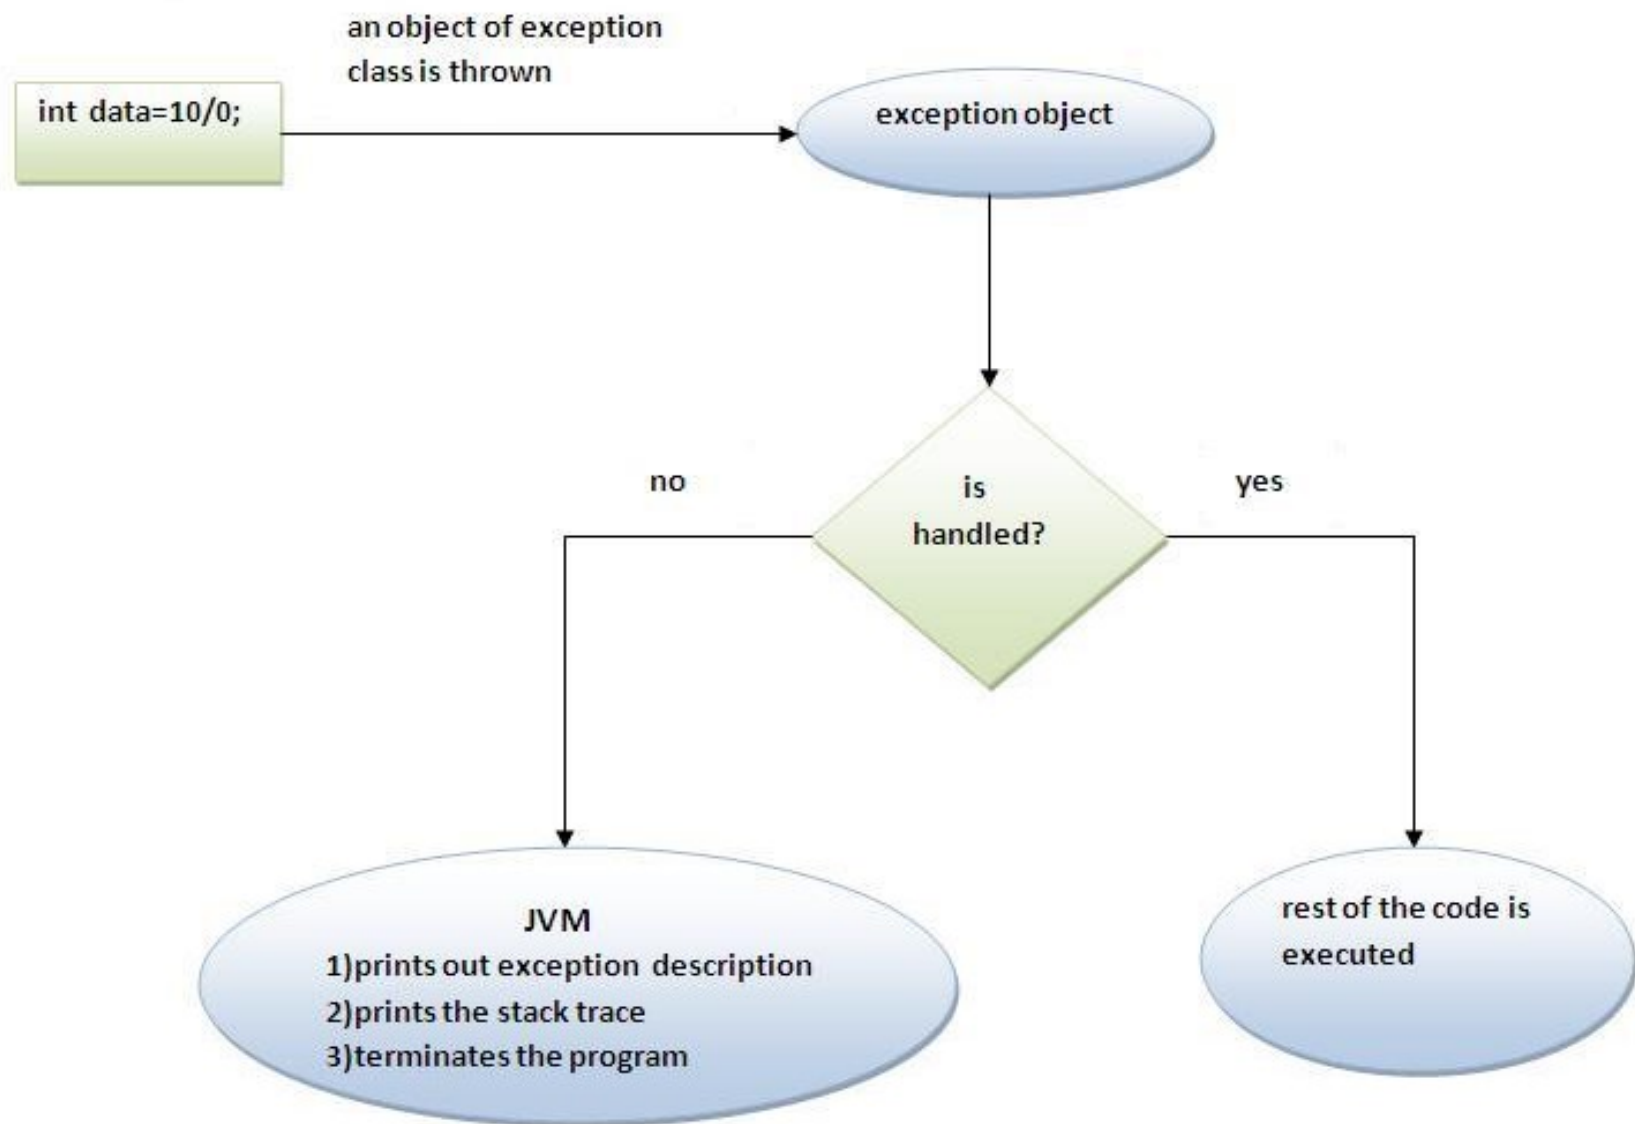 an object of exception
class is thrown
int data=10/0;
exception object
no
is
handled?
yes
JVM
1)prints out exception description
2)prints the stack trace
3)terminates the program
rest of the code is
executed